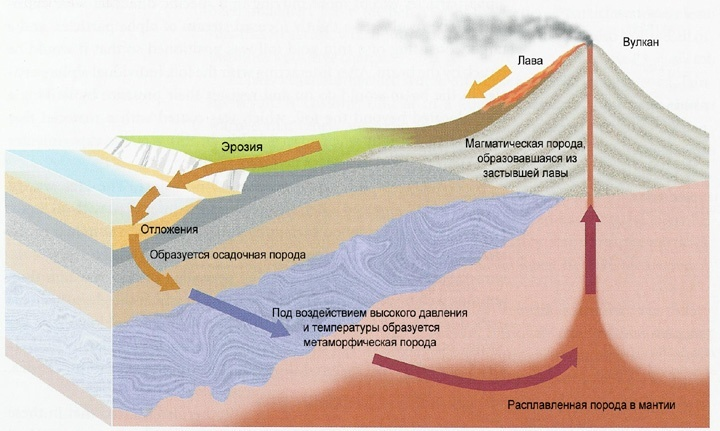 Вулкан
Лава
Эрозия
Магматическая порода,
образовавшаяся из
застывшей лавы
Отложения
Образуется осадочная порода
Под воздействием высокого давления
и температуры образуется
метаморфическая порода
Расплавленная порода в мантии